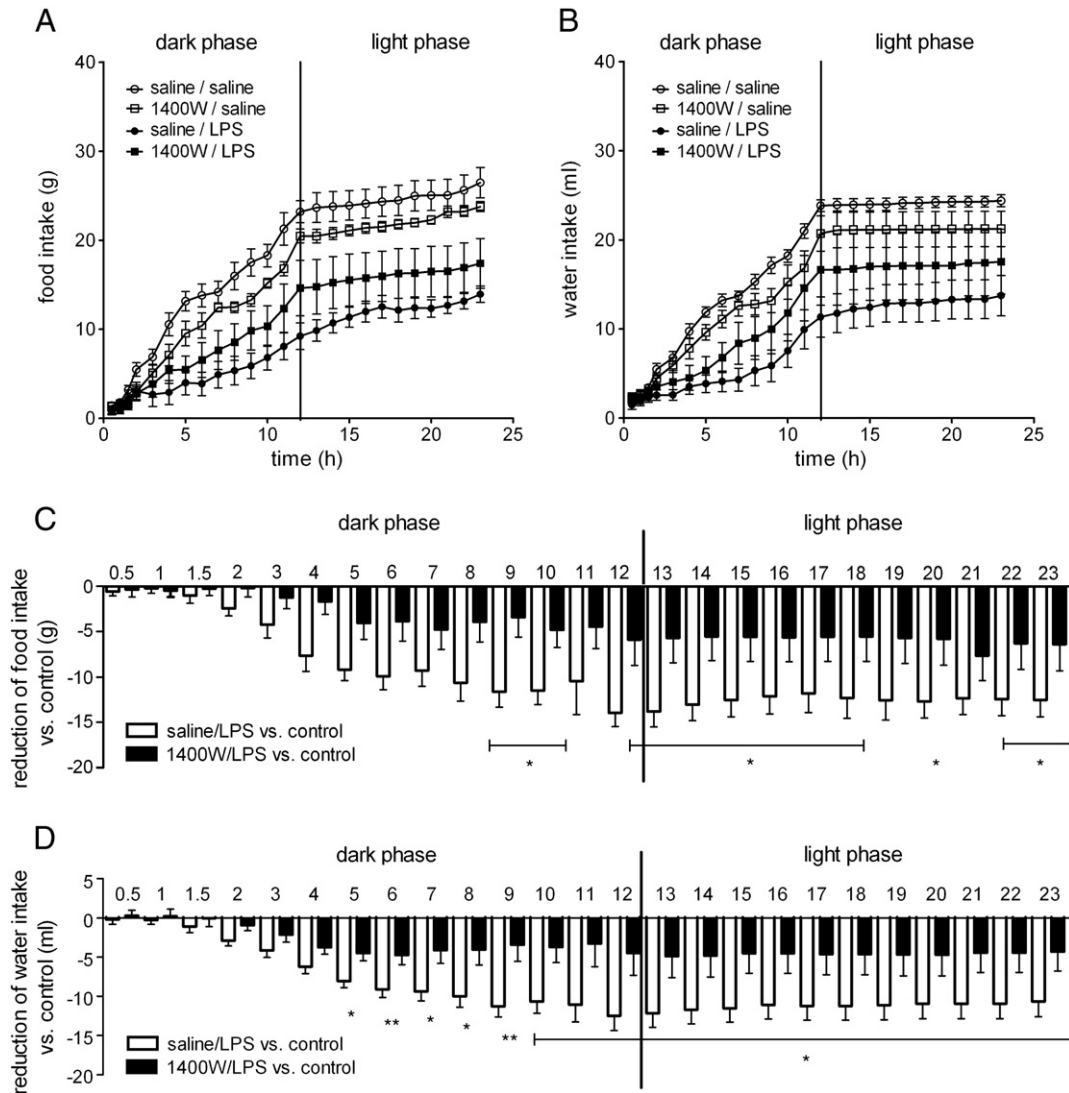 A
dark phase light phase
40
30
20
10
0
saline / saline
1400W / saline
saline / LPS
1400W / LPS
food intake (g)
0 5 10 15 20 25
time (h)
B
dark phase light phase
40
30
20
10
0
saline / saline
1400W / saline
saline / LPS
1400W / LPS
water intake (ml)
0 5 10 15 20 25
time (h)
C
dark phase light phase
0.5 1 1.5 2 3 4 5 6 7 8 9 10 11 12 13 14 15 16 17 18 19 20 21 22 23
0
-5
-10
-15
-20
reduction of food intake
vs. control (g)
saline/LPS vs. control
1400W/LPS vs. control
* * * *
D
dark phase light phase
0.5 1 1.5 2 3 4 5 6 7 8 9 10 11 12 13 14 15 16 17 18 19 20 21 22 23
5
0
-5
-10
-15
-20
reduction of water intake
vs. control (ml)
* ** * * **
*
saline/LPS vs. control
1400W/LPS vs. control